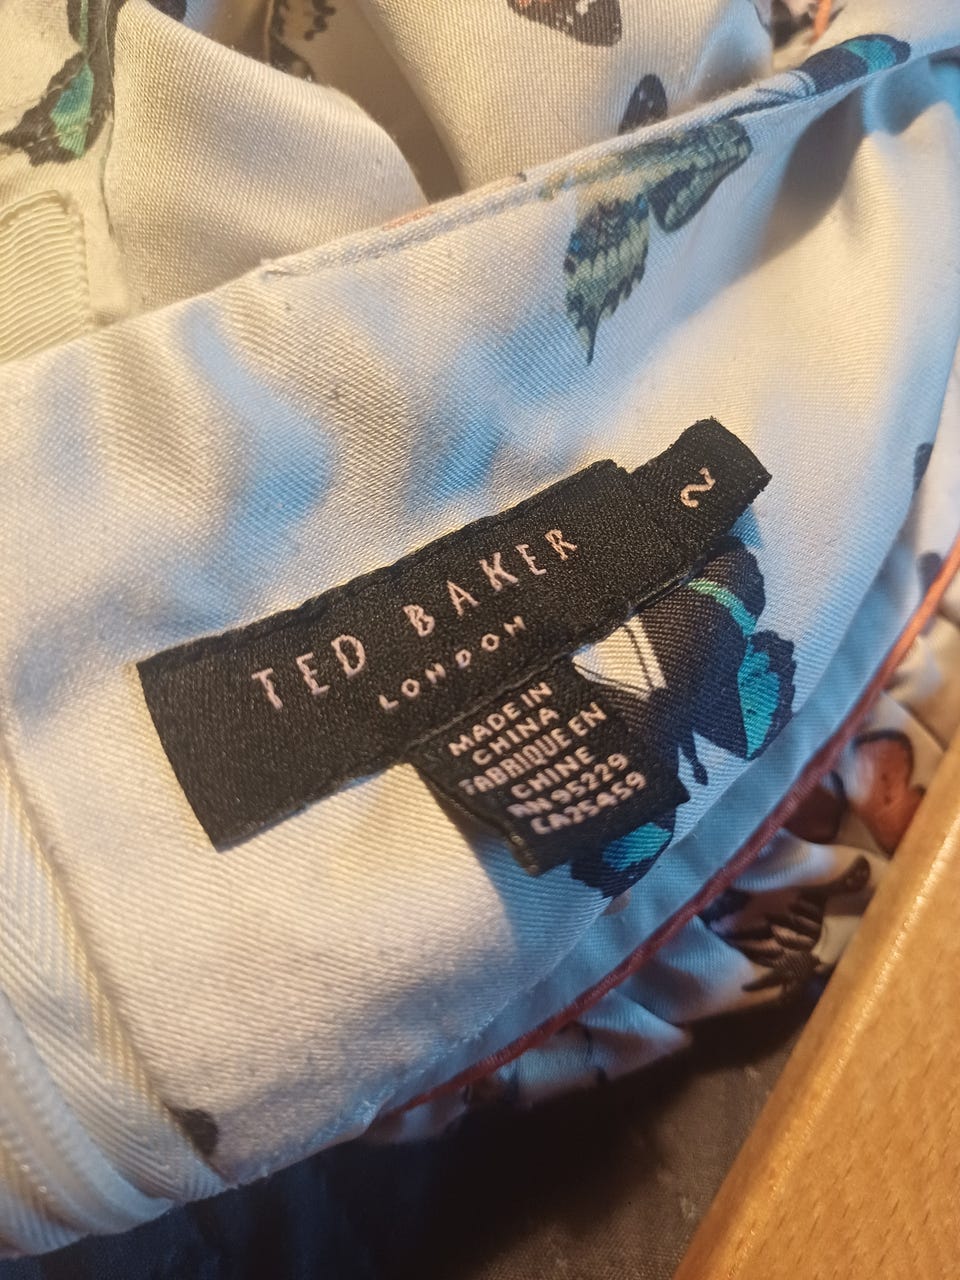 TED BAKER
LONDON
2
MADE IN
CHINA
FABRIQUE EN
CHINE
RN 95229
CA25459